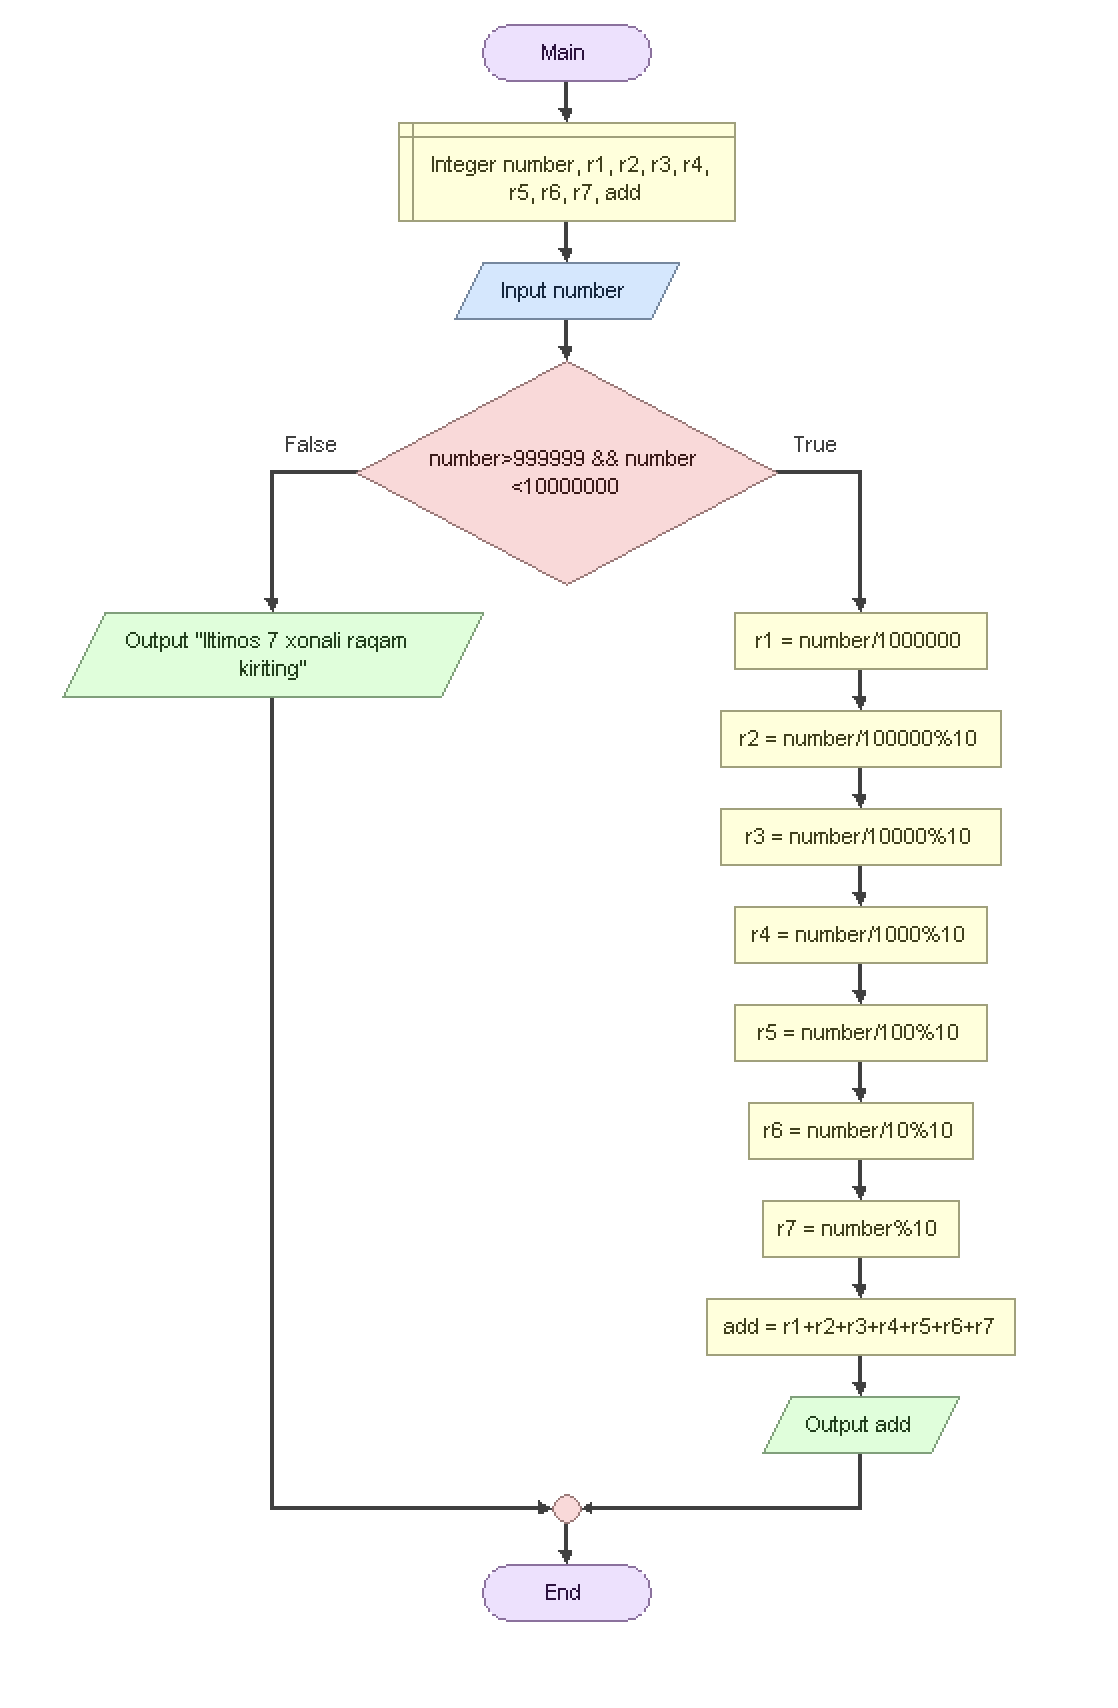 Main
Integer number, r1, r2, r3, r4,
r5, r6, r7, add
Input number
number>999999 && number
<10000000
False
True
Output "Iltimos 7 xonali raqam
kiriting"
r1 = number/1000000
r2 = number/100000%10
r3 = number/10000%10
r4 = number/1000%10
r5 = number/100%10
r6 = number/10%10
r7 = number%10
add = r1+r2+r3+r4+r5+r6+r7
Output add
End